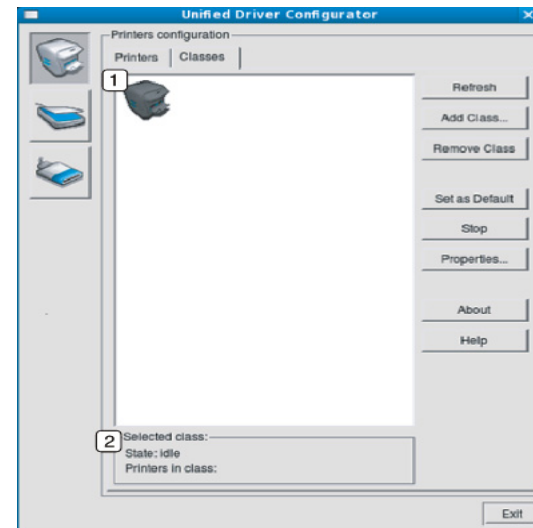 Unified Driver Configurator
Printers configuration
Printers Classes
1
Refresh
Add Class...
Remove Class
Set as Default
Stop
Properties...
About
Help
2 Selected class:
State: idle
Printers in class:
Exit